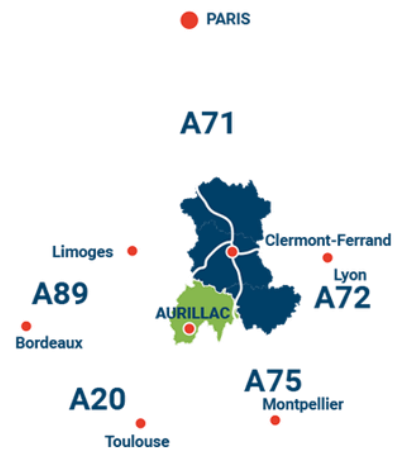 PARIS
A71
Clermont-Ferrand
Limoges
Lyon
A89
A72
AURILLAC
Bordeaux
A75
A20
Montpellier
Toulouse